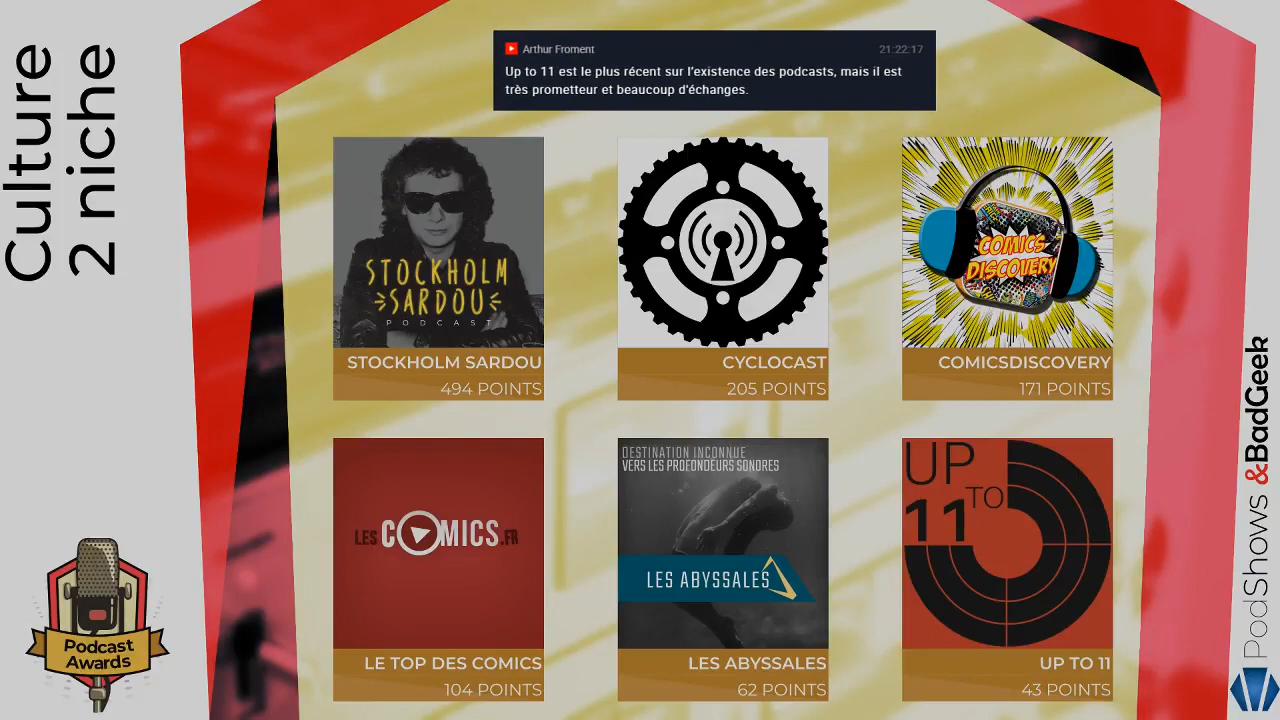 Culture
2 niche
Arthur Froment 21:22:17
Up to 11 est le plus récent sur l'existence des podcasts, mais il est
très prometteur et beaucoup d'échanges.
STOCKHOLM
SARDOU
PODCAST
STOCKHOLM SARDOU
494 POINTS
CYCLOCAST
205 POINTS
COMICS
DISCOVERY
COMICSDISCOVERY
171 POINTS
LES COMICS.FR
LE TOP DES COMICS
104 POINTS
DESTINATION INCONNUE
VERS LES PROFONDEURS SONORES
LES ABYSSALES
LES ABYSSALES
62 POINTS
UP
TO
11
UP TO 11
43 POINTS
Podcast
Awards
PodShows &BadGeek